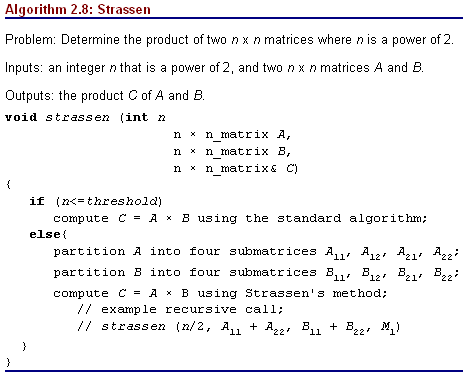 Algorithm 2.8: Strassen
Problem: Determine the product of two n x n matrices where n is a power of 2.
Inputs: an integer n that is a power of 2, and two n x n matrices A and B.
Outputs: the product C of A and B.
void strassen (int n
n × n_matrix A,
n × n_matrix B,
n × n_matrix& C)
{
if (n<=threshold)
compute C = A × B using the standard algorithm;
else{
partition A into four submatrices A₁₁, A₁₂, A₂₁, A₂₂;
partition B into four submatrices B₁₁, B₁₂, B₂₁, B₂₂;
compute C = A × B using Strassen's method;
// example recursive call;
// strassen (n/2, A₁₁ + A₂₂, B₁₁ + B₂₂, M₁)
}
}